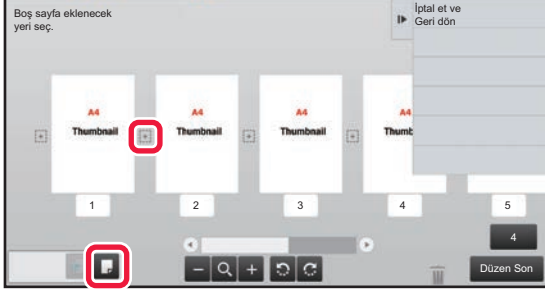 Boş sayfa eklenecek
yeri seç.
İptal et ve
Geri dön
A4
Thumbnail
A4
Thumbnail
A4
Thumbnail
A4
Thumb
1
2
3
4
5
4
Düzen Son